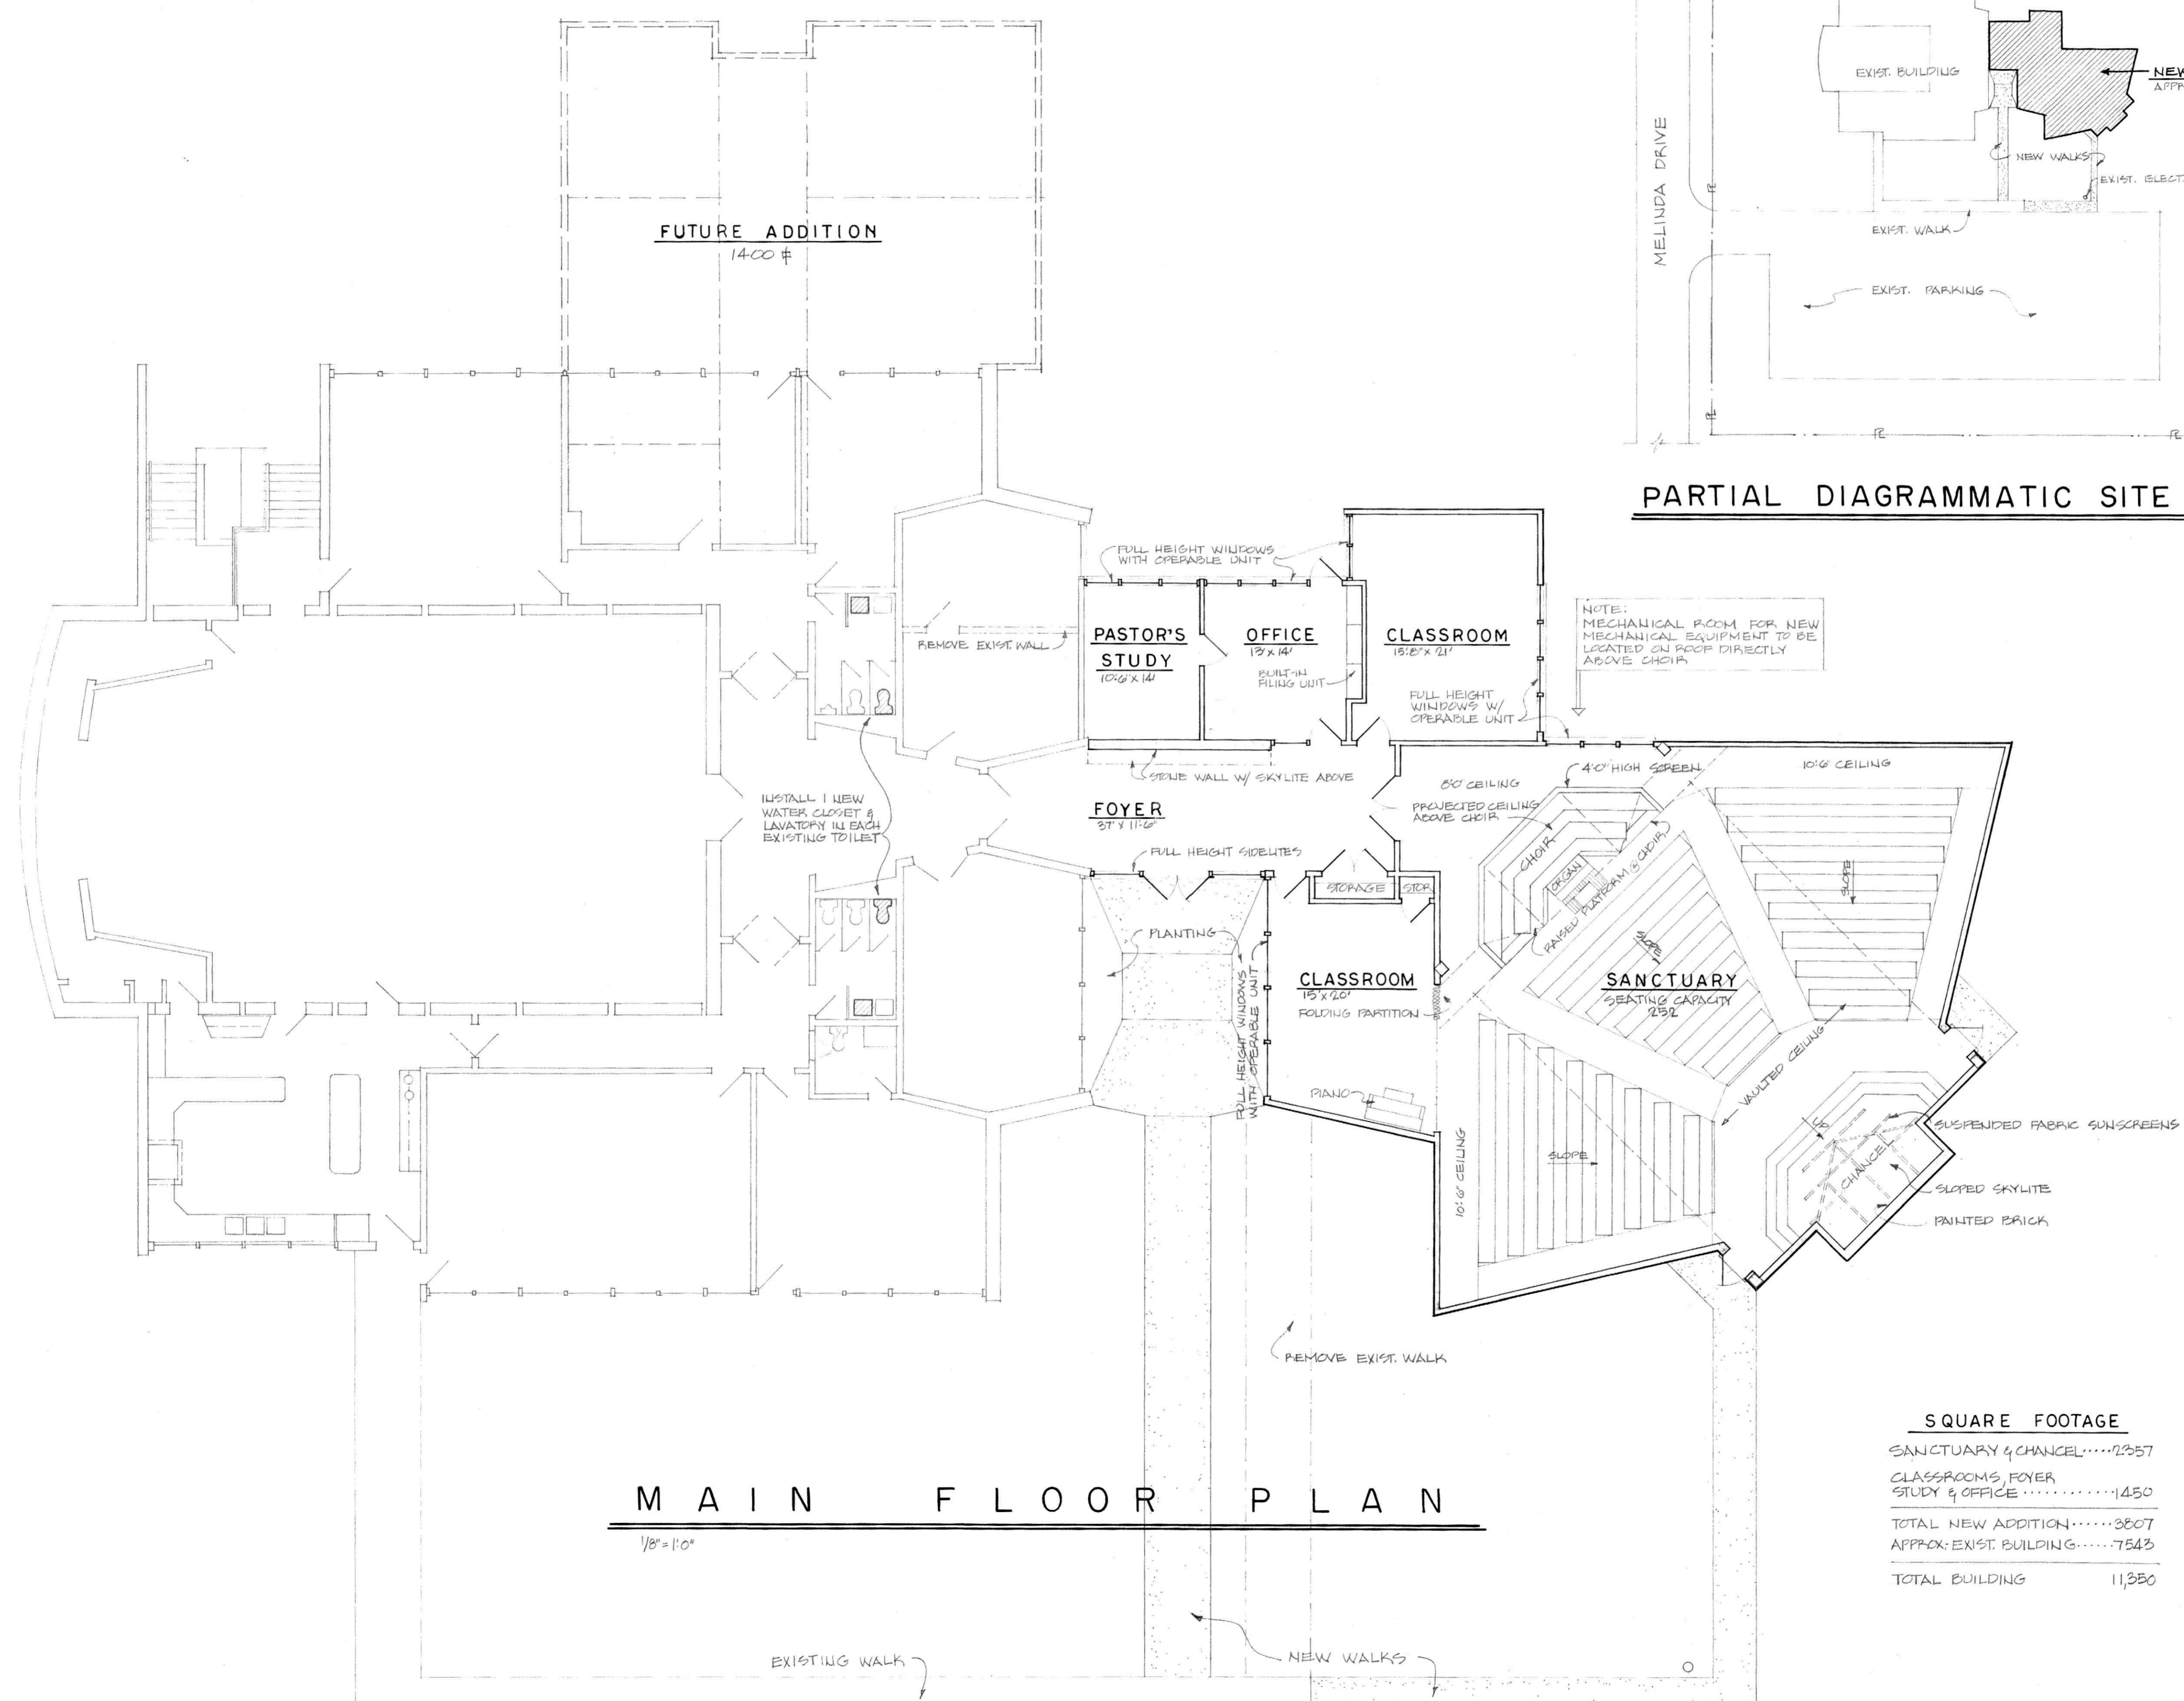 EXIST. BUILDING
MELINDA DRIVE
NEW WALKS
EXIST. WALK
EXIST. PARKING
PARTIAL DIAGRAMMATIC SITE
FUTURE ADDITION
1400
FULL HEIGHT WINDOWS
WITH OPERABLE UNIT
REMOVE EXIST. WALL
PASTOR'S
STUDY
10'-6" X 14'
OFFICE
13' X 14'
BUILT-IN
FILING UNIT
CLASSROOM
15'-8" X 21'
FULL HEIGHT
WINDOWS W/
OPERABLE UNIT
NOTE:
MECHANICAL ROOM FOR NEW
MECHANICAL EQUIPMENT TO BE
LOCATED ON ROOF DIRECTLY
ABOVE CHOIR
STONE WALL W/ SKYLITE ABOVE
FOYER
37' X 11'-6"
INSTALL 1 NEW
WATER CLOSET &
LAVATORY IN EACH
EXISTING TOILET
FULL HEIGHT SIDELITES
8'-0" CEILING
PROJECTED CEILING
ABOVE CHOIR
4'-0" HIGH SCREEN
10'-6" CEILING
CHOIR
ORGAN
RAISED PLATFORM @ CHOIR
SLOPE
SLOPE
STORAGE
STOR
PLANTING
FULL HEIGHT WINDOWS
WITH OPERABLE UNIT
CLASSROOM
15' X 20'
FOLDING PARTITION
SANCTUARY
SEATING CAPACITY
252
VAULTED CEILING
PIANO
10'-6" CEILING
SLOPE
UP
CHANCEL
SUSPENDED FABRIC SUNSCREENS
SLOPED SKYLITE
PAINTED BRICK
REMOVE EXIST. WALK
MAIN FLOOR PLAN
1/8" = 1'-0"
EXISTING WALK
NEW WALKS
SQUARE FOOTAGE
SANCTUARY & CHANCEL.....2357
CLASSROOMS, FOYER
STUDY & OFFICE............1450
TOTAL NEW ADDITION......3807
APPROX. EXIST. BUILDING......7543
TOTAL BUILDING 11,350